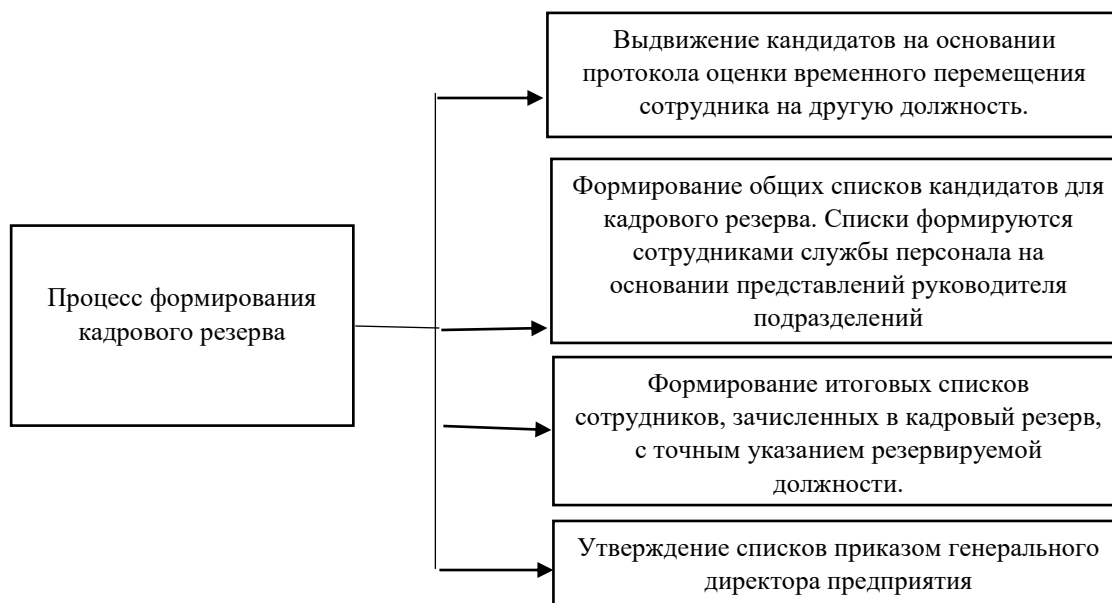 Процесс формирования
кадрового резерва
Выдвижение кандидатов на основании
протокола оценки временного перемещения
сотрудника на другую должность.
Формирование общих списков кандидатов для
кадрового резерва. Списки формируются
сотрудниками службы персонала на
основании представлений руководителя
подразделений
Формирование итоговых списков
сотрудников, зачисленных в кадровый резерв,
с точным указанием резервируемой
должности.
Утверждение списков приказом генерального
директора предприятия